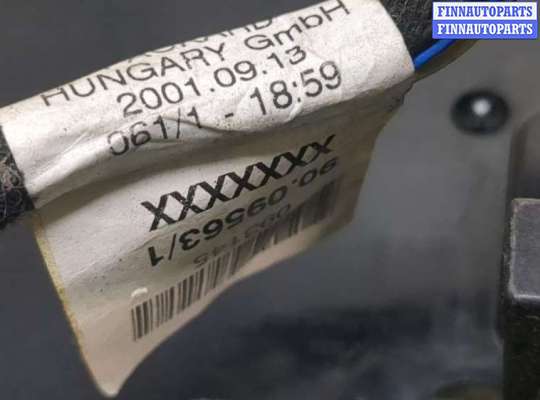 FINNAUTOPARTS
FINNAUTOPARTS
HUNGARY GmbH
2001.09.13
061/1 - 18:59
XXXXXXX
90.09563/1